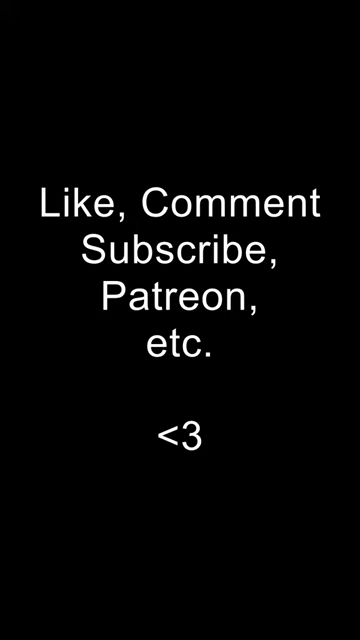 Like, Comment
Subscribe,
Patreon,
etc.
<3